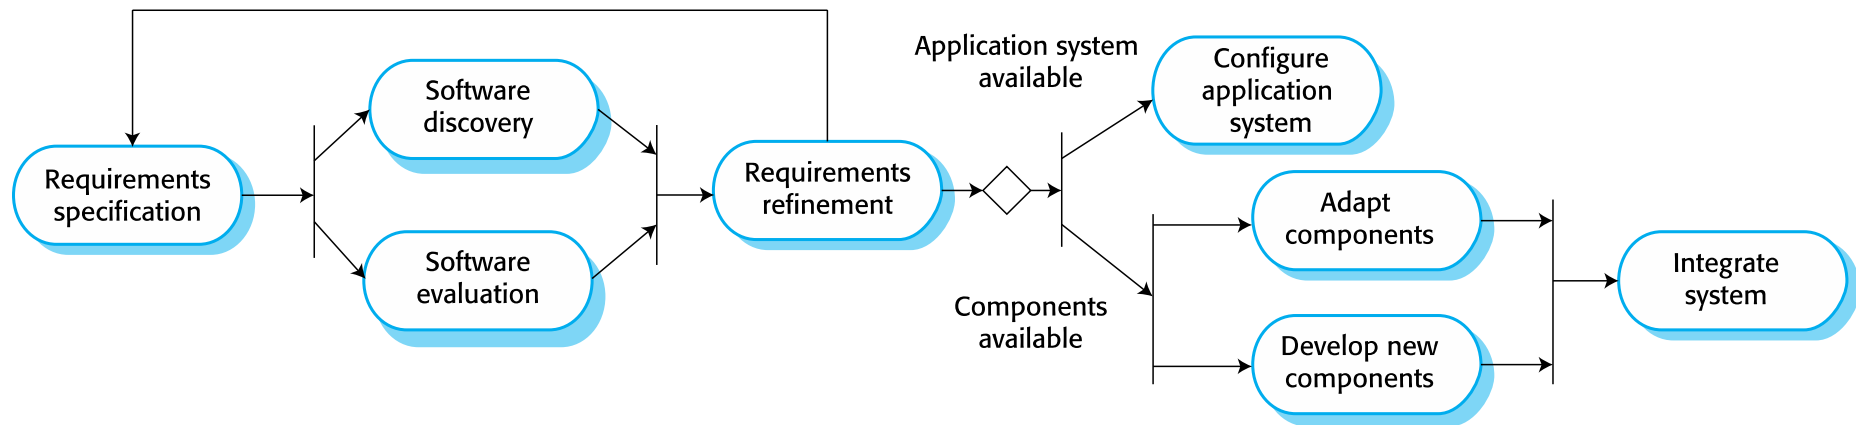 Requirements
specification
Software
discovery
Software
evaluation
Requirements
refinement
Application system
available
Configure
application
system
Components
available
Adapt
components
Develop new
components
Integrate
system